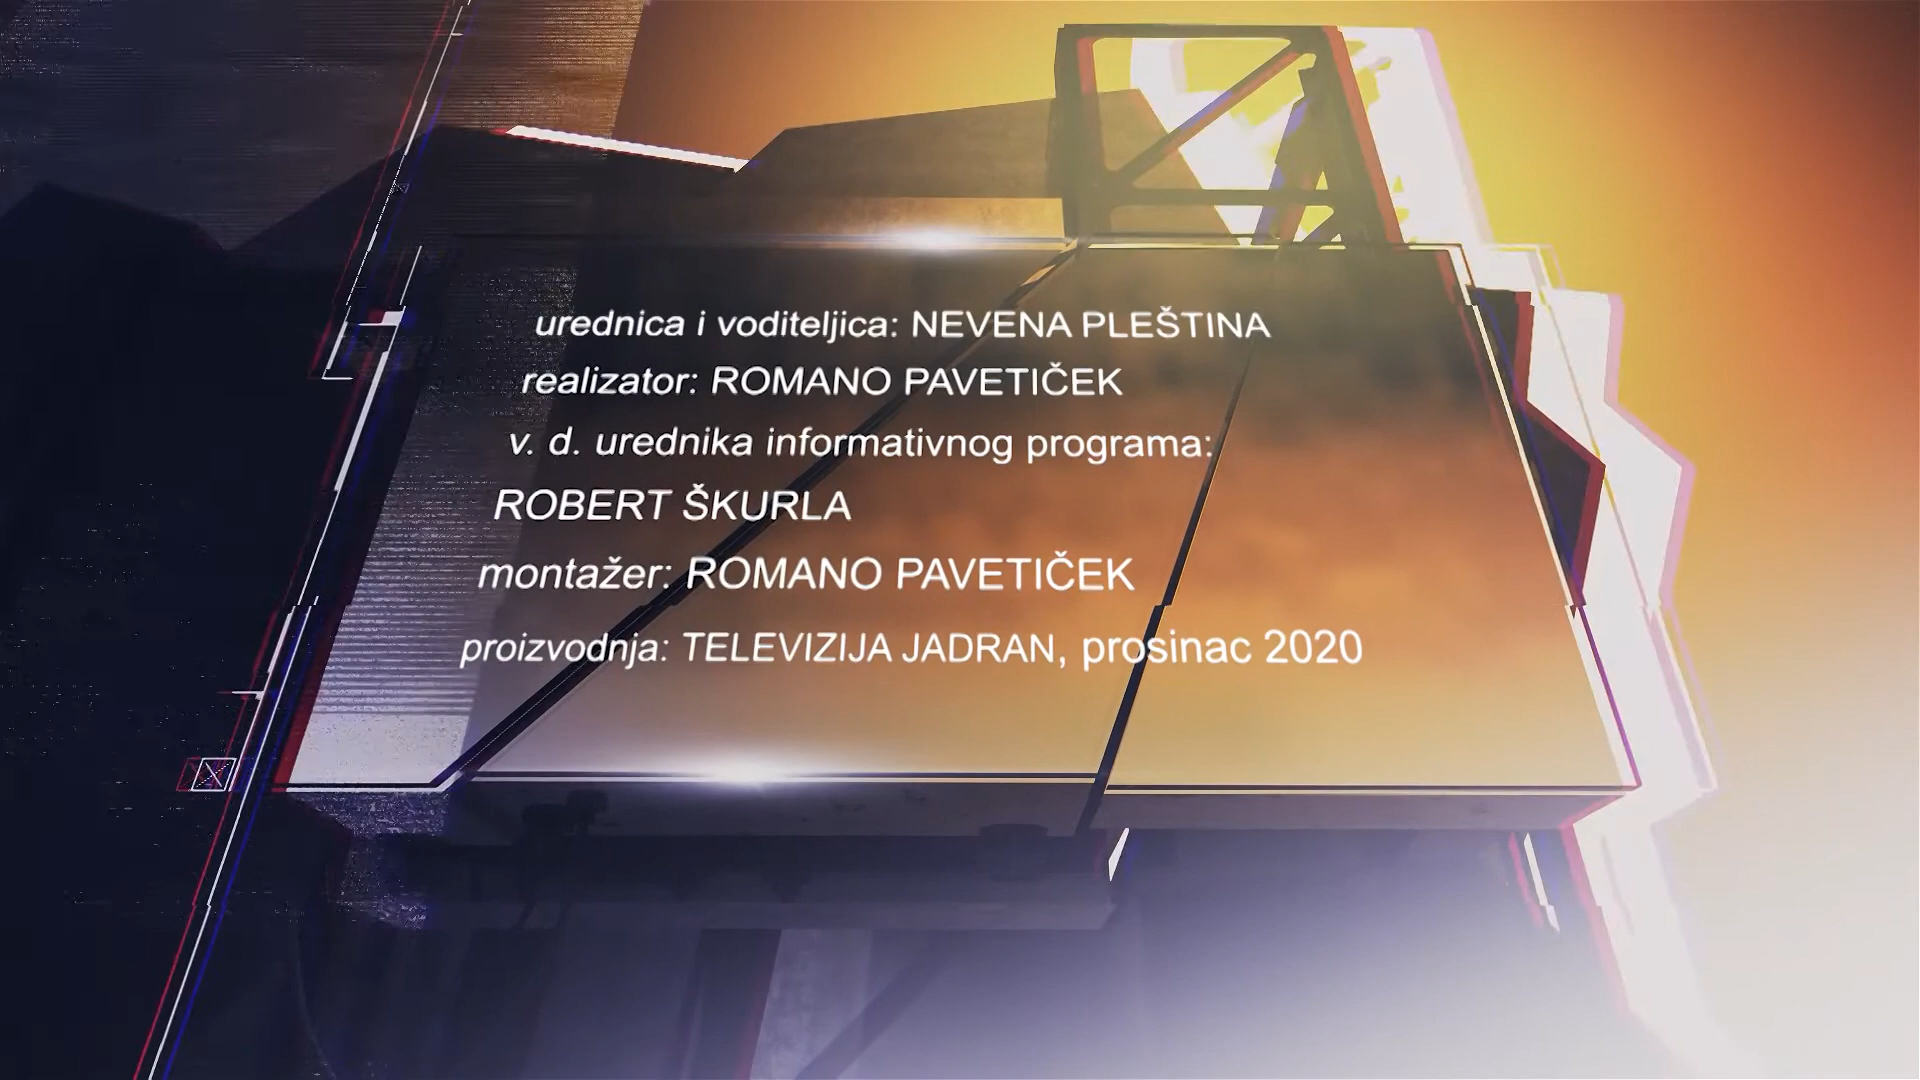 urednica i voditeljica: NEVENA PLEŠTINA
realizator: ROMANO PAVETIČEK
v. d. urednika informativnog programa:
ROBERT ŠKURLA
montažer: ROMANO PAVETIČEK
proizvodnja: TELEVIZIJA JADRAN, prosinac 2020